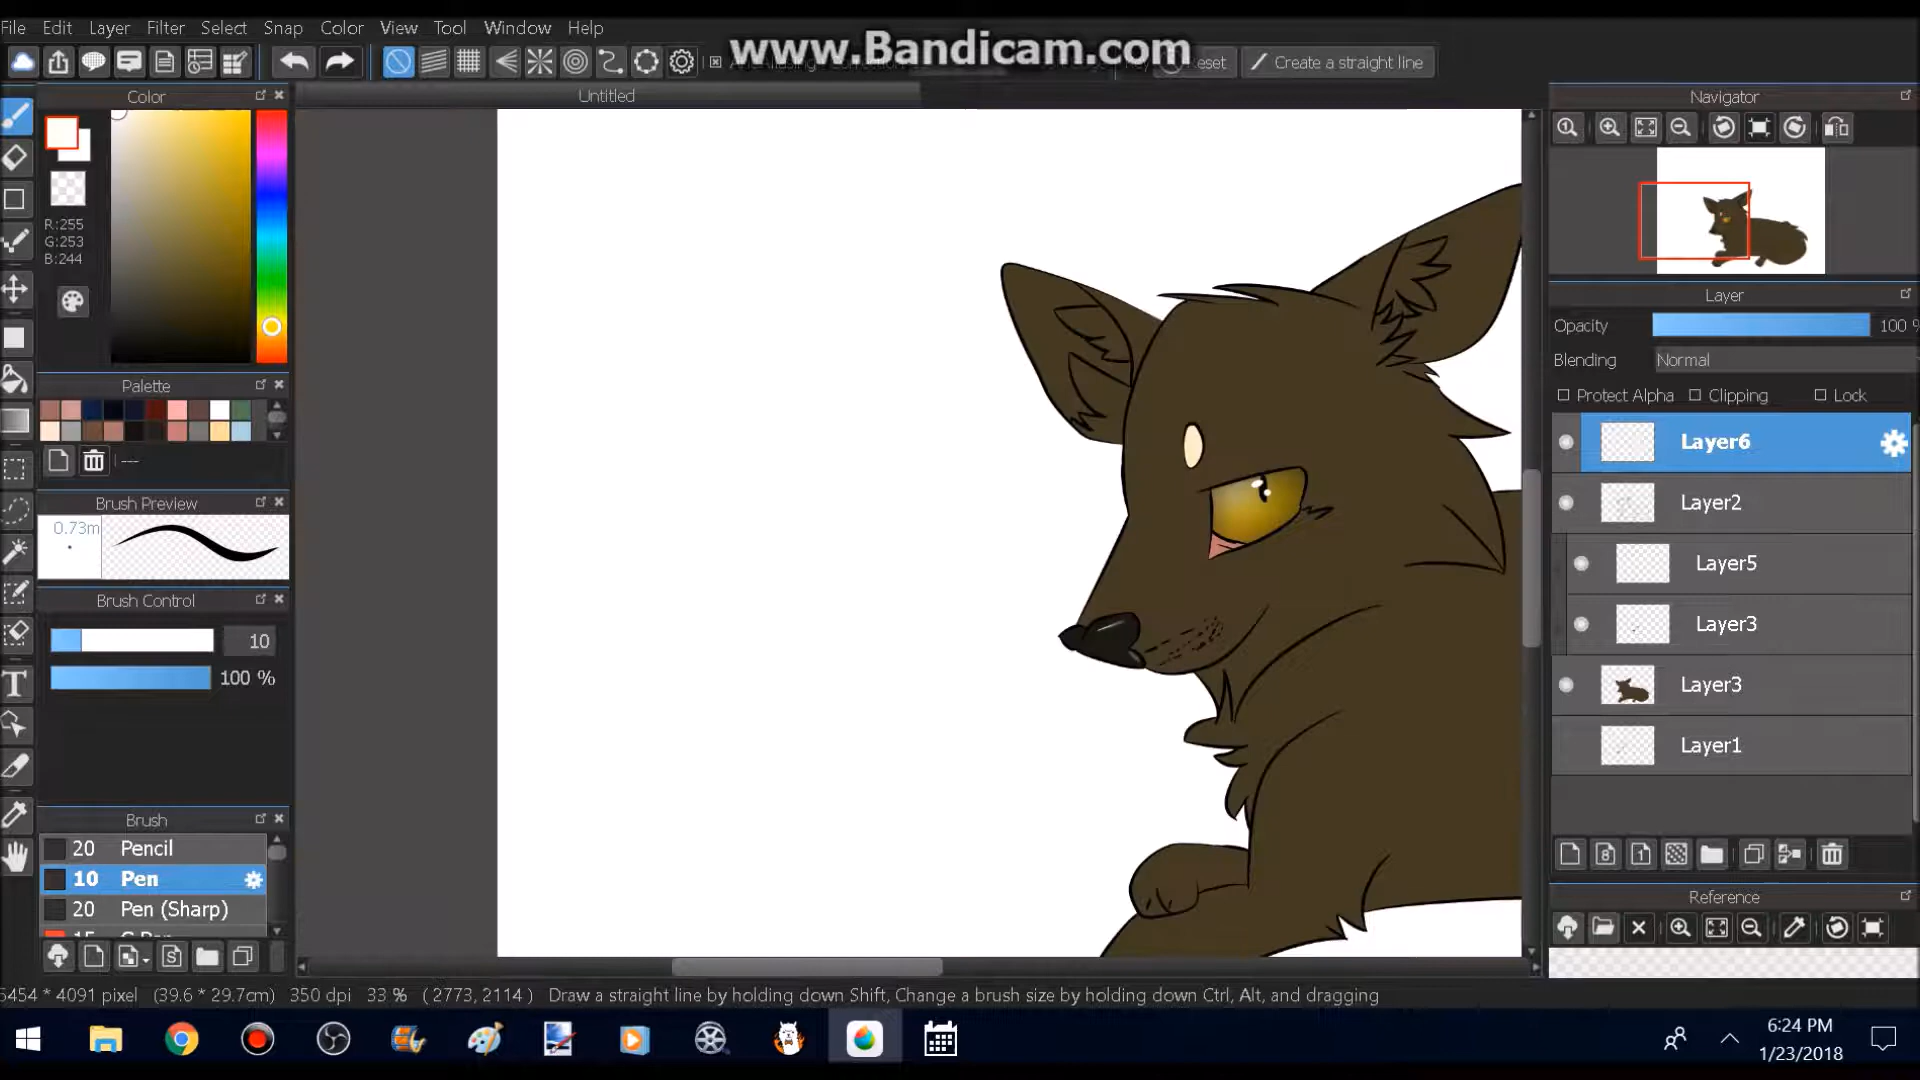 File Edit Layer Filter Select Snap Color View Tool Window Help
www.Bandicam.com
Reset
Create a straight line
Color
Untitled
Navigator
R:255
G:253
B:244
Layer
Opacity 100 %
Blending Normal
Protect Alpha Clipping Lock
Palette
---
Layer6
Brush Preview
0.73m
Layer2
Layer5
Brush Control
10
100 %
Layer3
Layer3
Layer1
Brush
20 Pencil
10 Pen
20 Pen (Sharp)
Reference
5454 * 4091 pixel (39.6 * 29.7cm) 350 dpi 33 % ( 2773, 2114 ) Draw a straight line by holding down Shift, Change a brush size by holding down Ctrl, Alt, and dragging
6:24 PM
1/23/2018